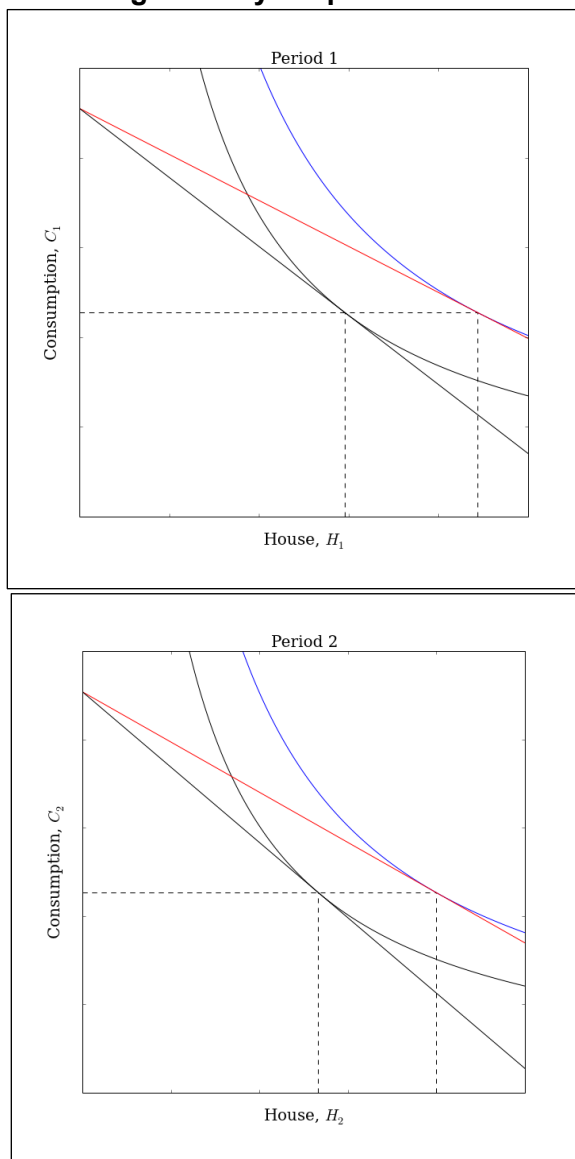 Period 1
Consumption, C₁
House, H₁
Period 2
Consumption, C₂
House, H₂